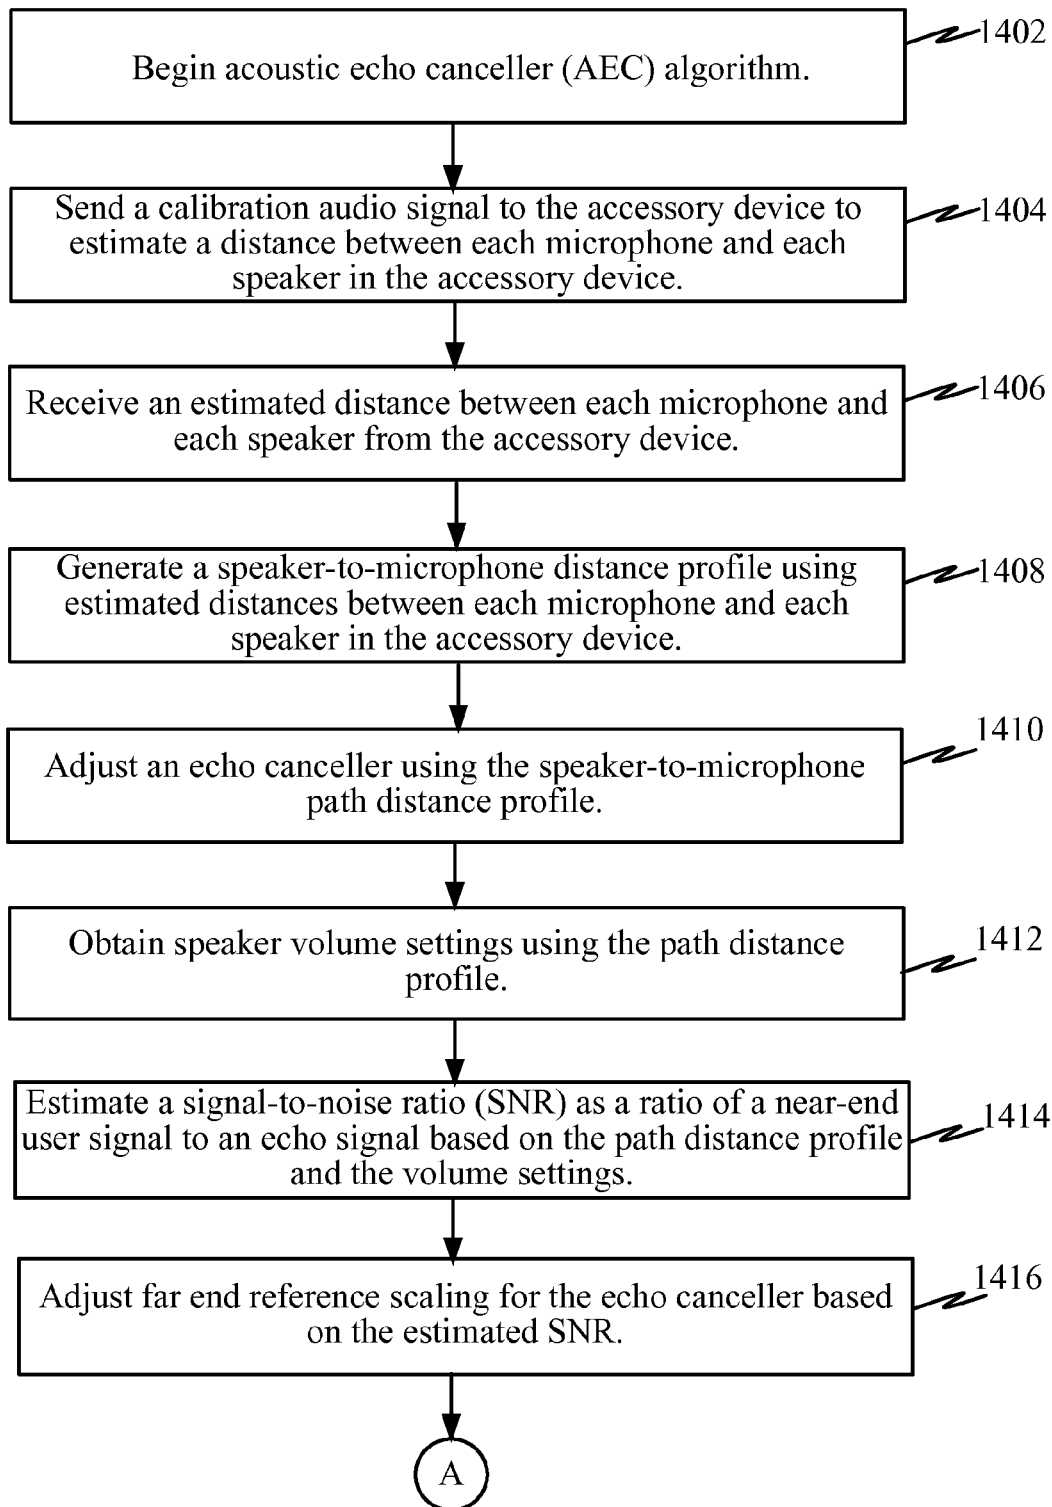 1402
Begin acoustic echo canceller (AEC) algorithm.
Send a calibration audio signal to the accessory device to
estimate a distance between each microphone and each
speaker in the accessory device.
1404
Receive an estimated distance between each microphone and
each speaker from the accessory device.
1406
Generate a speaker-to-microphone distance profile using
estimated distances between each microphone and each
speaker in the accessory device.
1408
Adjust an echo canceller using the speaker-to-microphone
path distance profile.
1410
Obtain speaker volume settings using the path distance
profile.
1412
Estimate a signal-to-noise ratio (SNR) as a ratio of a near-end
user signal to an echo signal based on the path distance profile
and the volume settings.
1414
Adjust far end reference scaling for the echo canceller based
on the estimated SNR.
1416
A